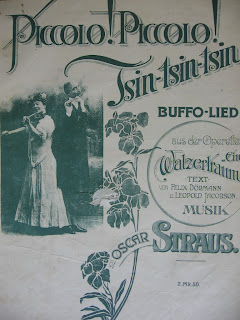 Piccolo! Piccolo!
Tsin-tsin-tsin
BUFFO-LIED
aus der Operette
„Ein
Walzertraum“
TEXT
VON FELIX DÖRMANN
U. LEOPOLD JACOBSON
MUSIK
VON OSCAR
STRAUS.